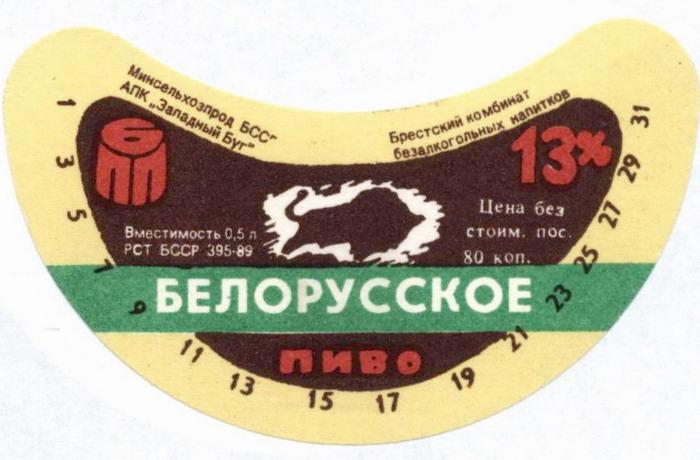 Минсельхозпрод БССР
АПК „Западный Буг"
Брестский комбинат
безалкогольных напитков
БПП
13%
Вместимость 0,5 л
РСТ БССР 395-89
Цена без
стоим. пос.
80 коп.
БЕЛОРУССКОЕ
ПИВО
1
3
5
7
9
11
13
15
17
19
21
23
25
27
29
31